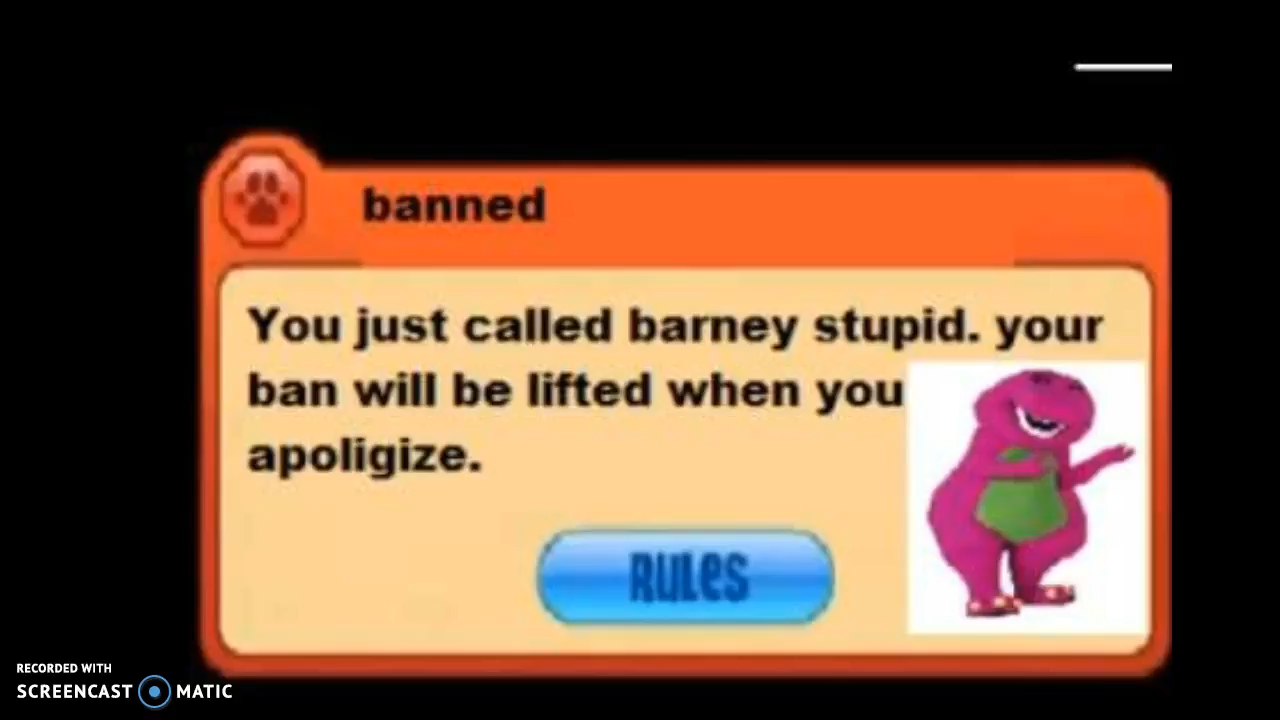 banned
You just called barney stupid. your
ban will be lifted when you
apoligize.
RULes
RECORDED WITH
SCREENCAST MATIC